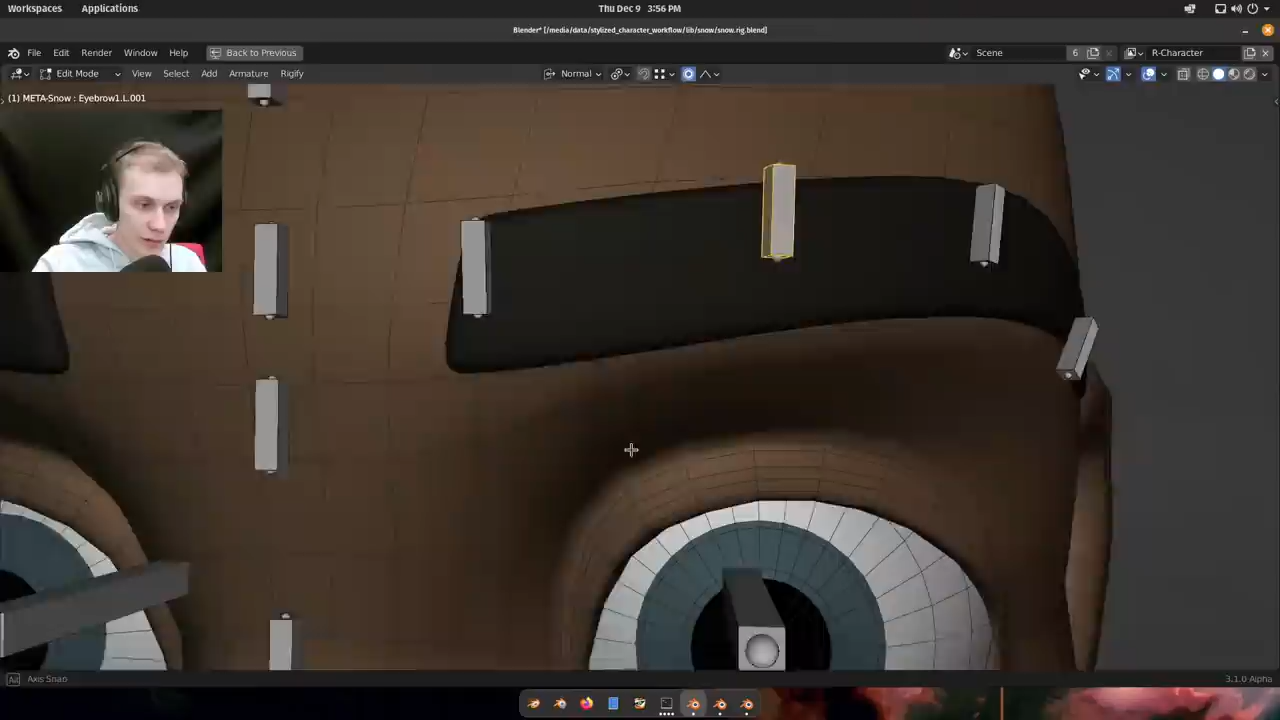 Workspaces Applications Thu Dec 9 3:56 PM
Blender* [/media/data/stylized_character_workflow/lib/snow/snow.rig.blend]
File Edit Render Window Help Back to Previous Scene 6 R-Character
Edit Mode View Select Add Armature Rigify Normal
(1) META-Snow : Eyebrow1.L.001
Axis Snap 3.1.0 Alpha